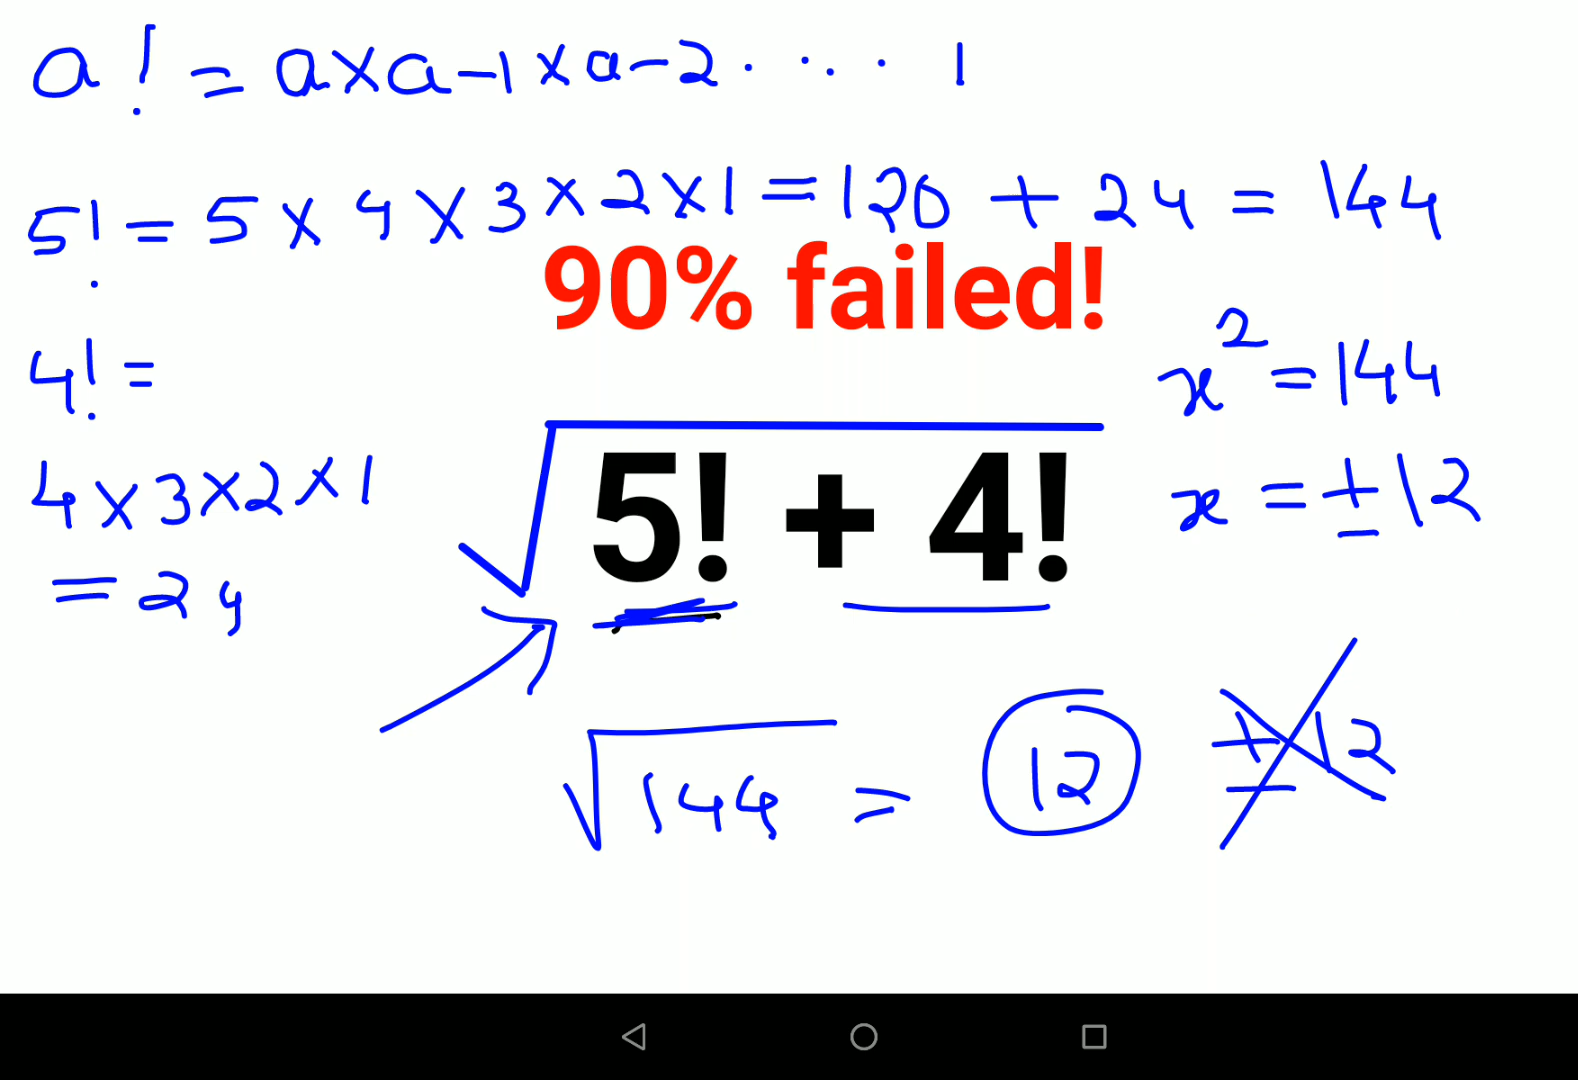 a! = a×a-1×a-2 . . . . 1
5! = 5 × 4 × 3 × 2 × 1 = 120 + 24 = 144
90% failed!
4! =
x² = 144
√5! + 4!
4 × 3 × 2 × 1
x = ±12
= 24
√144 = 12 ±12